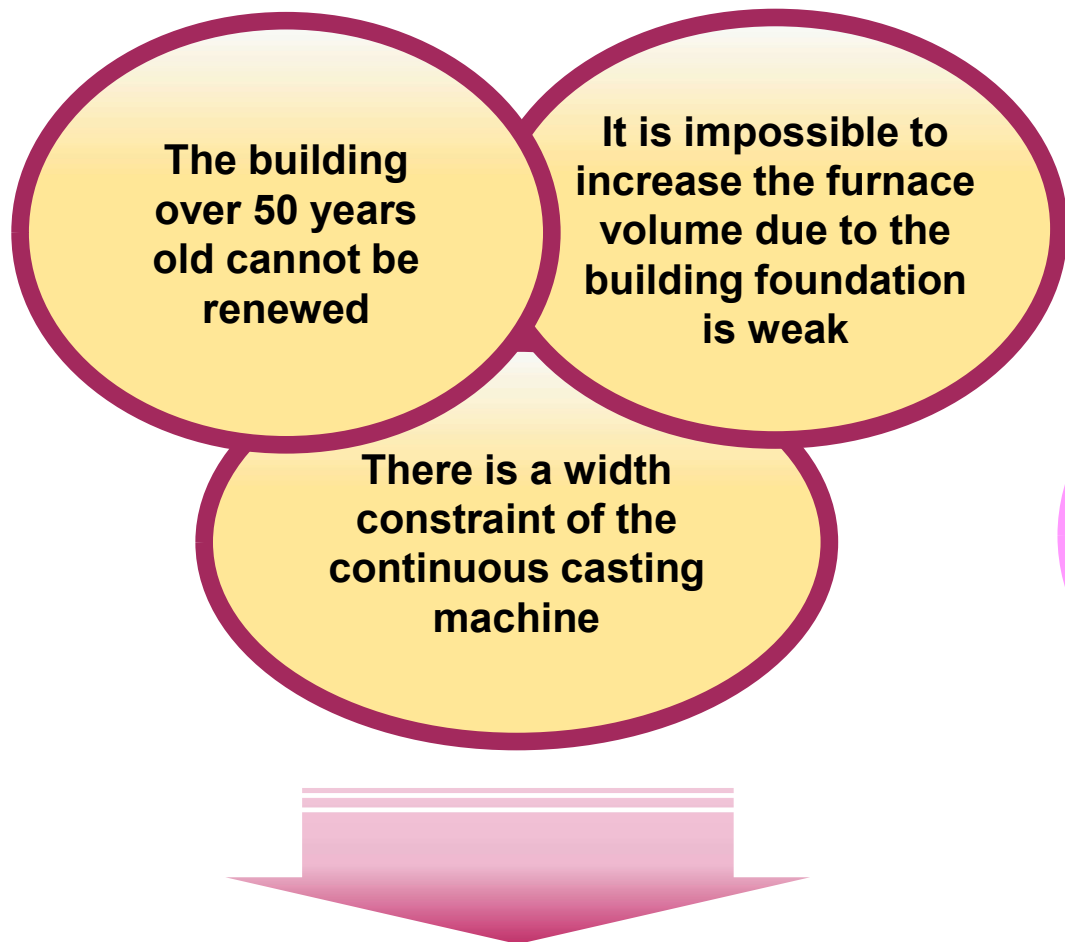 The building
over 50 years
old cannot be
renewed
It is impossible to
increase the furnace
volume due to the
building foundation
is weak
There is a width
constraint of the
continuous casting
machine